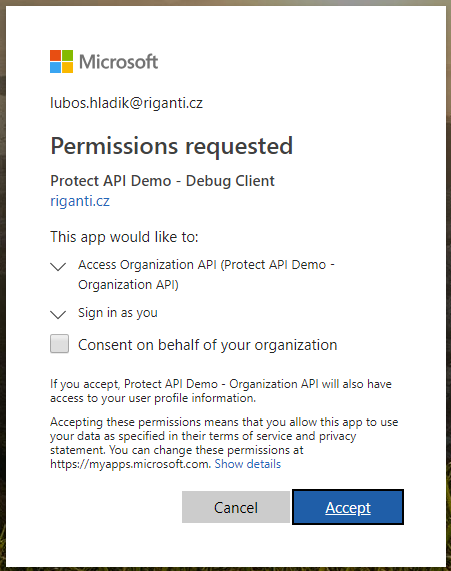 Microsoft
lubos.hladik@riganti.cz
Permissions requested
Protect API Demo - Debug Client
riganti.cz
This app would like to:
Access Organization API (Protect API Demo -
Organization API)
Sign in as you
Consent on behalf of your organization
If you accept, Protect API Demo - Organization API will also have
access to your user profile information.
Accepting these permissions means that you allow this app to use
your data as specified in their terms of service and privacy
statement. You can change these permissions at
https://myapps.microsoft.com. Show details
Cancel
Accept